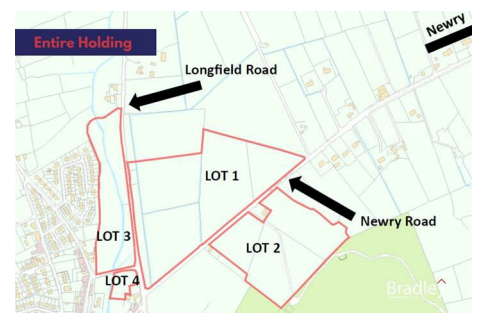 Newry
Entire Holding
Longfield Road
LOT 1
Newry Road
LOT 3
LOT 2
LOT 4
Bradley